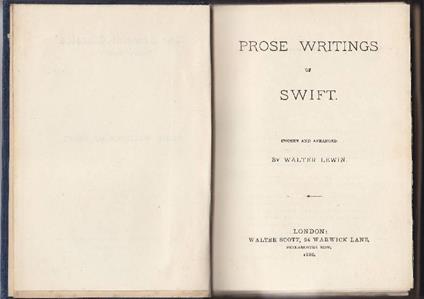 PROSE WRITINGS
OF
SWIFT.
CHOSEN AND ARRANGED
BY WALTER LEWIN.
LONDON:
WALTER SCOTT, 24 WARWICK LANE,
PATERNOSTER ROW,
1886.